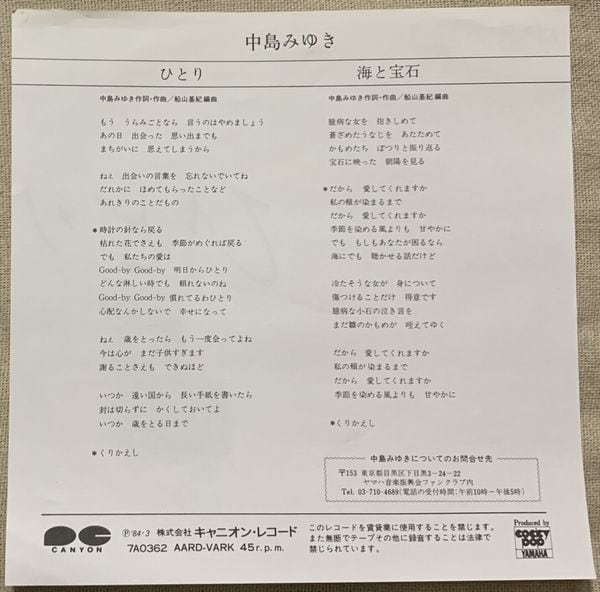 中島みゆき
ひとり
中島みゆき作詞・作曲/船山基紀 編曲
もう うらみごとなら 言うのはやめましょう
あの日 出会った 思い出までも
まちがいに 思えてしまうから
ねェ 出会いの言葉を 忘れないでいてね
だれかに ほめてもらったことなど
あれきりのことだもの
*時計の針なら戻る
枯れた花でさえも 季節がめぐれば戻る
でも 私たちの愛は
Good-by Good-by 明日からひとり
どんな淋しい時でも 頼れないのね
Good-by Good-by 慣れてるわひとり
心配なんかしないで 幸せになって
ねェ 歳をとったら もう一度会ってよね
今は心が まだ子供すぎます
謝ることさえも できぬほど
いつか 遠い国から 長い手紙を書いたら
封は切らずに かくしておいてよ
いつか 歳をとる日まで
*くりかえし
海と宝石
中島みゆき作詞・作曲/船山基紀 編曲
臆病な女を 抱きしめて
蒼ざめたうなじを あたためて
かもめたち ぽつりと振り返る
宝石に映った 朝陽を見る
*だから 愛してくれますか
私の頬が染まるまで
だから 愛してくれますか
季節を染める風よりも 甘やかに
でも もしもあなたが困るなら
海にでも 聴かせる話だけど
冷たそうな女が 身について
傷つけることだけ 得意です
臆病な小石の泣き言を
まだ雛のかもめが 咥えてゆく
だから 愛してくれますか
私の頬が染まるまで
だから 愛してくれますか
季節を染める風よりも 甘やかに
*くりかえし
中島みゆきについてのお問合せ先
〒153 東京都目黒区下目黒3-24-22
ヤマハ音楽振興会ファンクラブ内
Tel. 03-710-4689(電話の受付時間:午前10時〜午後5時)
CANYON
Ⓟ'84・3 株式会社 キャニオン・レコード
7A0362 AARD-VARK 45r.p.m.
このレコードを賃貸業に使用することを禁じます。
また無断でテープその他に録音することは法律で
禁じられています。
Produced by
COCKY
POP
YAMAHA